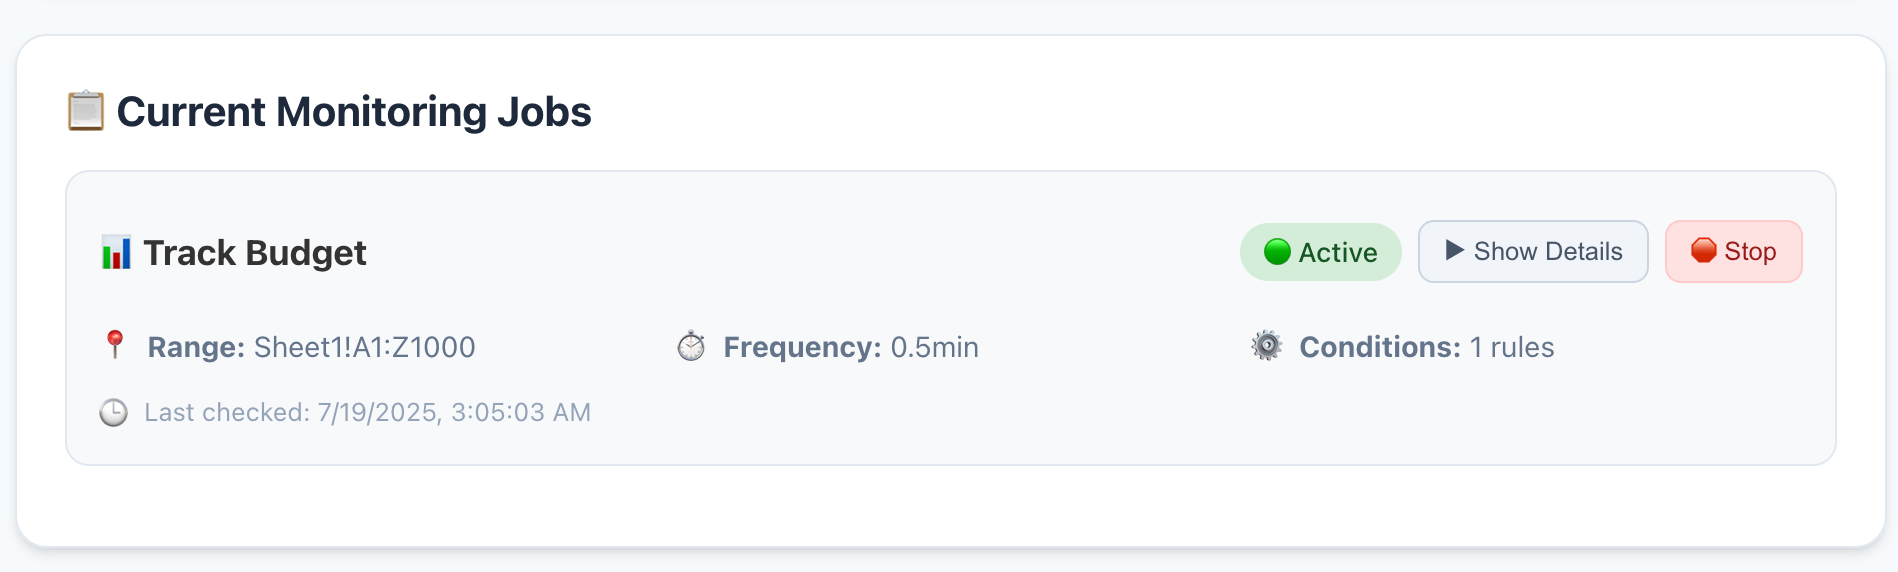 Current Monitoring Jobs
Track Budget
Active
Show Details
Stop
Range: Sheet1!A1:Z1000
Frequency: 0.5min
Conditions: 1 rules
Last checked: 7/19/2025, 3:05:03 AM